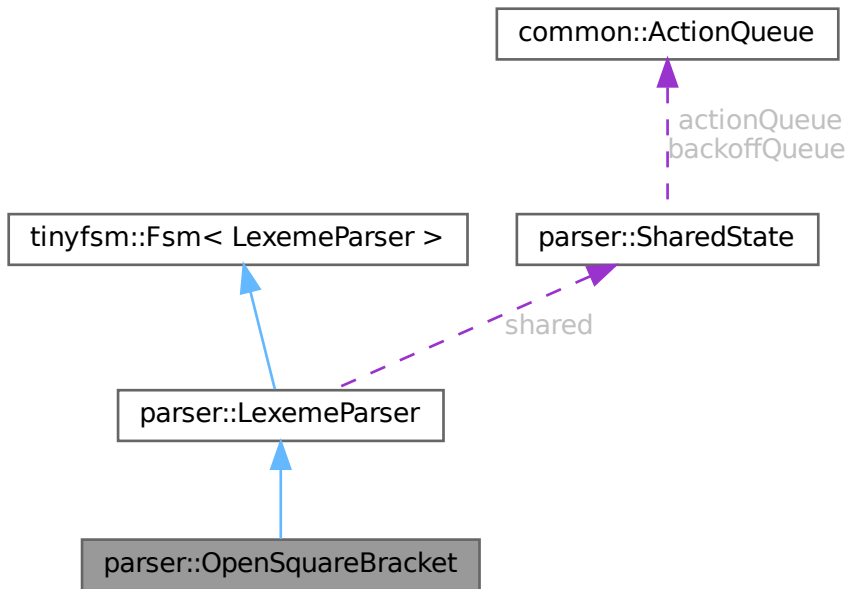 common::ActionQueue
actionQueue
backoffQueue
tinyfsm::Fsm< LexemeParser >
parser::SharedState
shared
parser::LexemeParser
parser::OpenSquareBracket